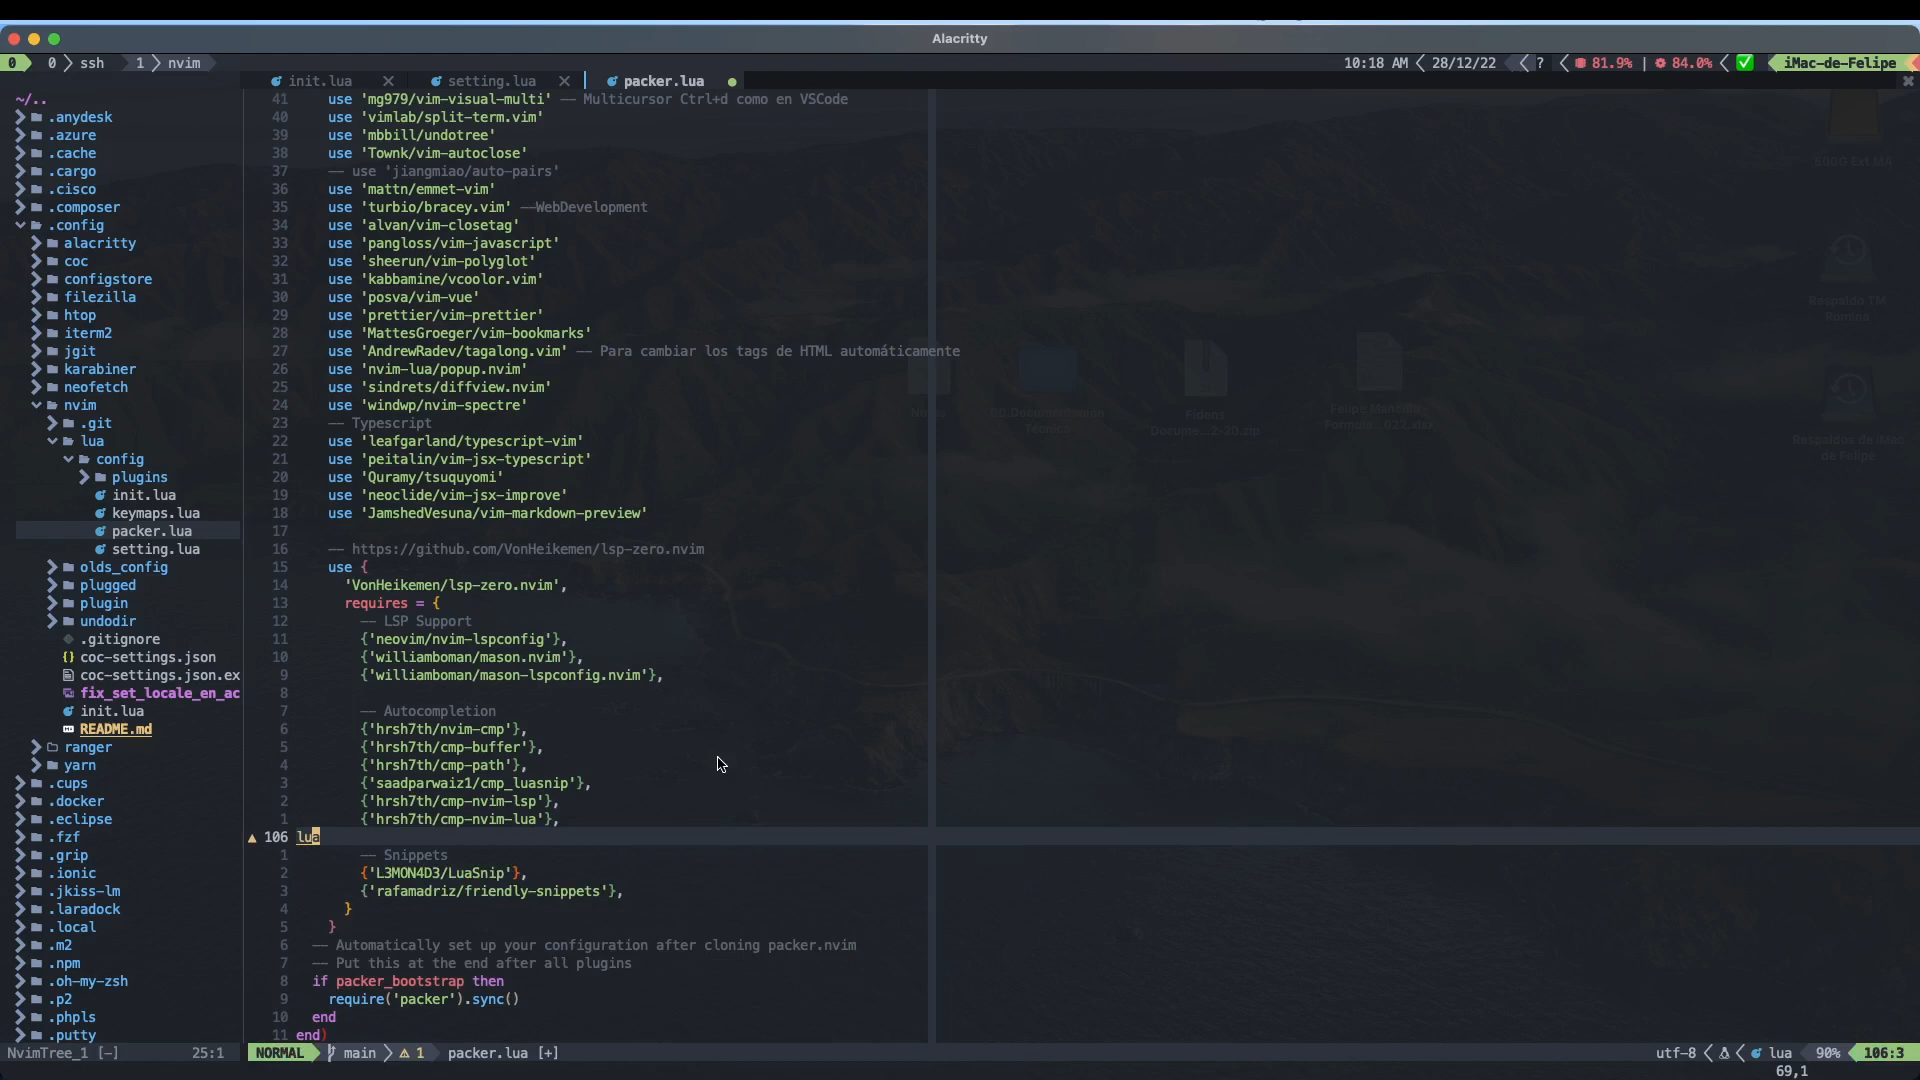 Alacritty
0 0 ssh 1 nvim 10:18 AM 28/12/22 ? 81.9% | 84.0% iMac-de-Felipe
init.lua setting.lua packer.lua
~/..
.anydesk
.azure
.cache
.cargo
.cisco
.composer
.config
alacritty
coc
configstore
filezilla
htop
iterm2
jgit
karabiner
neofetch
nvim
.git
lua
config
plugins
init.lua
keymaps.lua
packer.lua
setting.lua
olds_config
plugged
plugin
undodir
.gitignore
coc-settings.json
coc-settings.json.ex
fix_set_locale_en_ac
init.lua
README.md
ranger
yarn
.cups
.docker
.eclipse
.fzf
.grip
.ionic
.jkiss-lm
.laradock
.local
.m2
.npm
.oh-my-zsh
.p2
.phpls
.putty
41 use 'mg979/vim-visual-multi' -- Multicursor Ctrl+d como en VSCode
40 use 'vimlab/split-term.vim'
39 use 'mbbill/undotree'
38 use 'Townk/vim-autoclose'
37 -- use 'jiangmiao/auto-pairs'
36 use 'mattn/emmet-vim'
35 use 'turbio/bracey.vim' --WebDevelopment
34 use 'alvan/vim-closetag'
33 use 'pangloss/vim-javascript'
32 use 'sheerun/vim-polyglot'
31 use 'kabbamine/vcoolor.vim'
30 use 'posva/vim-vue'
29 use 'prettier/vim-prettier'
28 use 'MattesGroeger/vim-bookmarks'
27 use 'AndrewRadev/tagalong.vim' -- Para cambiar los tags de HTML automáticamente
26 use 'nvim-lua/popup.nvim'
25 use 'sindrets/diffview.nvim'
24 use 'windwp/nvim-spectre'
23 -- Typescript
22 use 'leafgarland/typescript-vim'
21 use 'peitalin/vim-jsx-typescript'
20 use 'Quramy/tsuquyomi'
19 use 'neoclide/vim-jsx-improve'
18 use 'JamshedVesuna/vim-markdown-preview'
17
16 -- https://github.com/VonHeikemen/lsp-zero.nvim
15 use {
14 'VonHeikemen/lsp-zero.nvim',
13 requires = {
12 -- LSP Support
11 {'neovim/nvim-lspconfig'},
10 {'williamboman/mason.nvim'},
9 {'williamboman/mason-lspconfig.nvim'},
8
7 -- Autocompletion
6 {'hrsh7th/nvim-cmp'},
5 {'hrsh7th/cmp-buffer'},
4 {'hrsh7th/cmp-path'},
3 {'saadparwaiz1/cmp_luasnip'},
2 {'hrsh7th/cmp-nvim-lsp'},
1 {'hrsh7th/cmp-nvim-lua'},
106 lua
1 -- Snippets
2 {'L3MON4D3/LuaSnip'},
3 {'rafamadriz/friendly-snippets'},
4 }
5 }
6 -- Automatically set up your configuration after cloning packer.nvim
7 -- Put this at the end after all plugins
8 if packer_bootstrap then
9 require('packer').sync()
10 end
11 end)
Respaldo TM
Romina
Fidens
Docume...2-20.zip
Respaldos de iMac
de Felipe
NvimTree_1 [-] 25:1 NORMAL main 1 packer.lua [+] utf-8 lua 90% 106:3
69,1